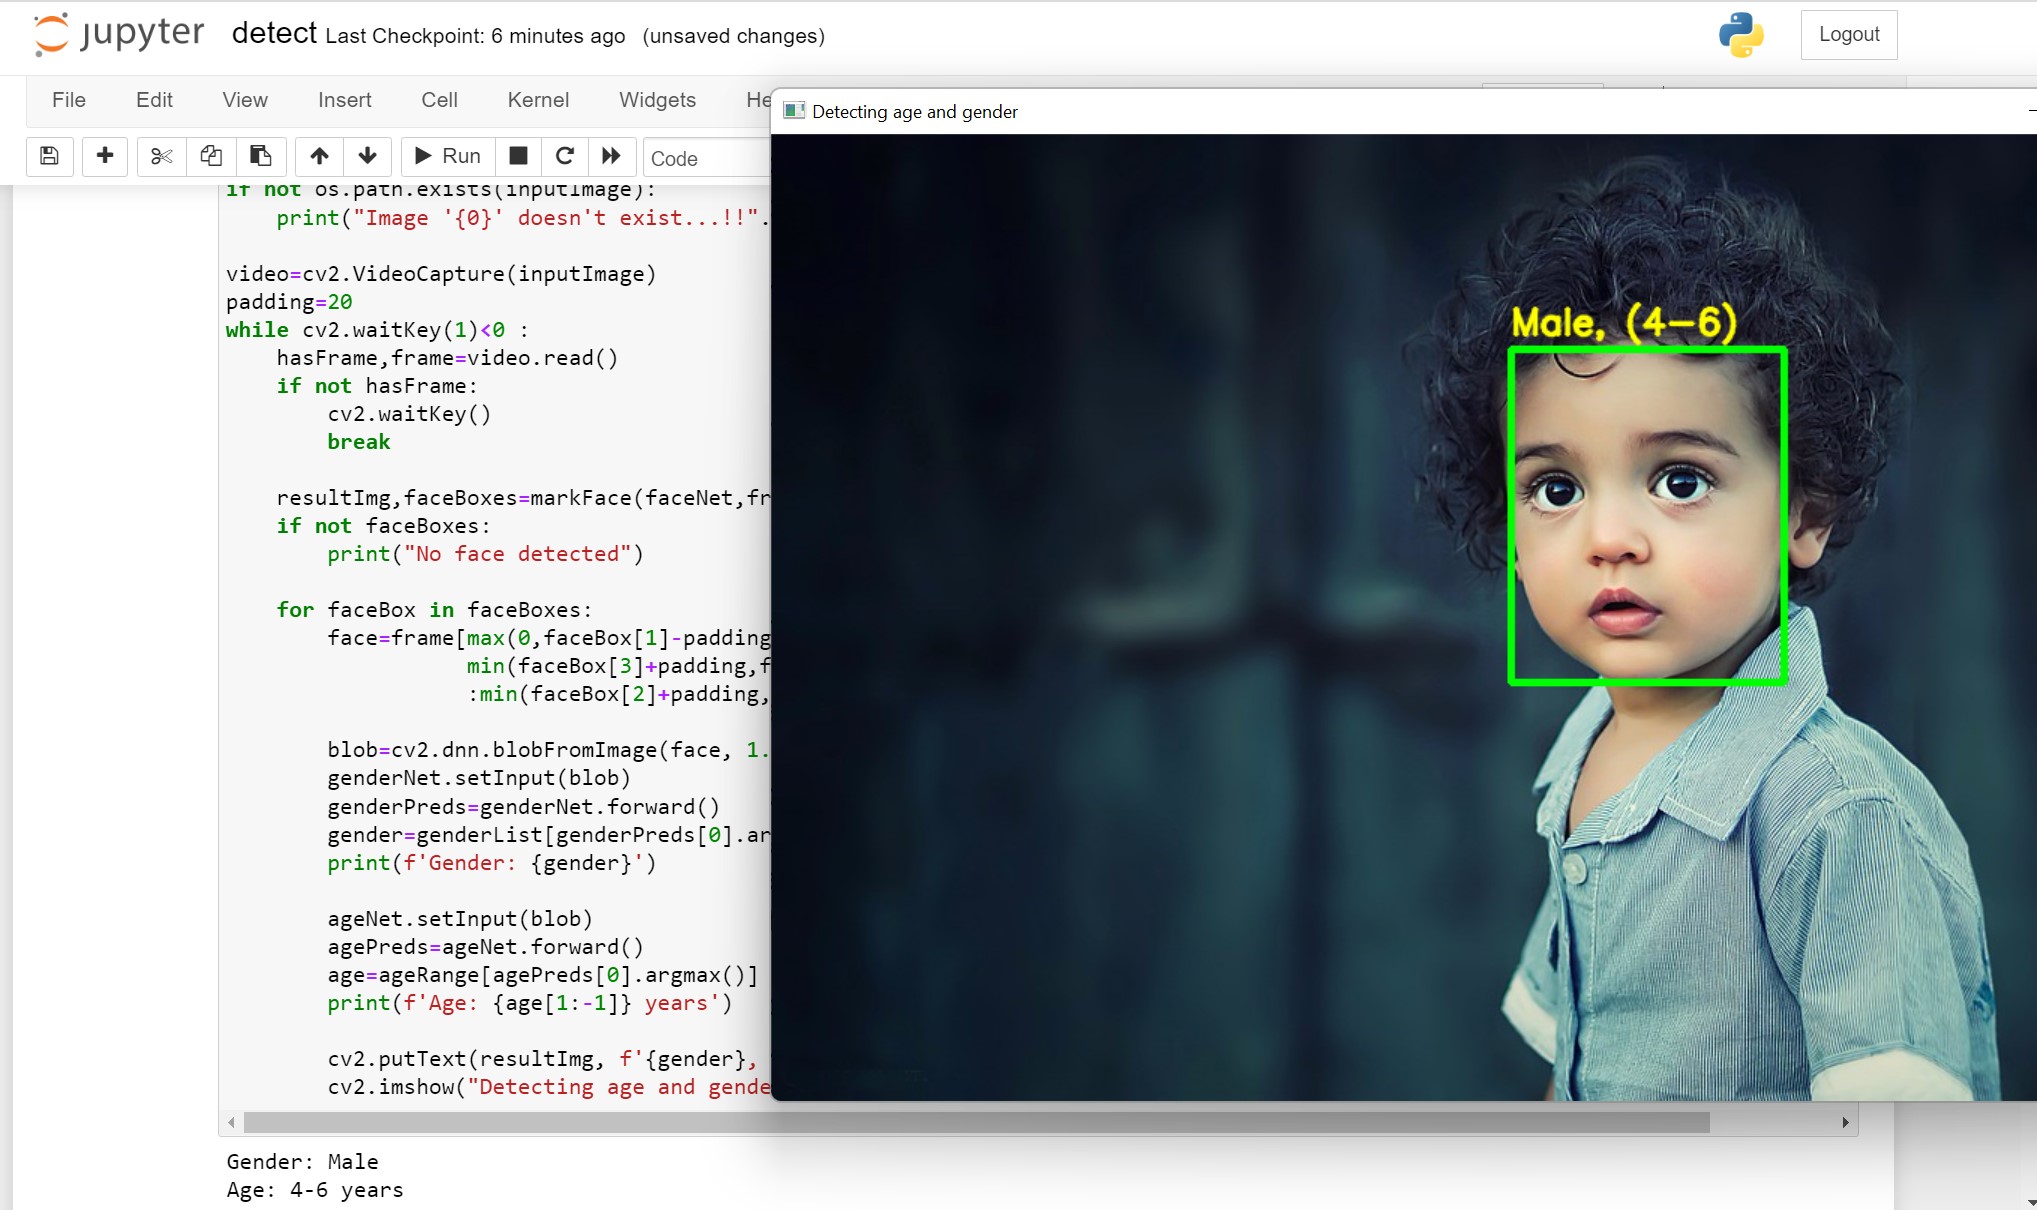 jupyter detect Last Checkpoint: 6 minutes ago (unsaved changes)
Logout
File Edit View Insert Cell Kernel Widgets He
Run Code
if not os.path.exists(inputImage):
print("Image '{0}' doesn't exist...!!".
video=cv2.VideoCapture(inputImage)
padding=20
while cv2.waitKey(1)<0 :
hasFrame,frame=video.read()
if not hasFrame:
cv2.waitKey()
break
resultImg,faceBoxes=markFace(faceNet,fr
if not faceBoxes:
print("No face detected")
for faceBox in faceBoxes:
face=frame[max(0,faceBox[1]-padding
min(faceBox[3]+padding,f
:min(faceBox[2]+padding,
blob=cv2.dnn.blobFromImage(face, 1.
genderNet.setInput(blob)
genderPreds=genderNet.forward()
gender=genderList[genderPreds[0].ar
print(f'Gender: {gender}')
ageNet.setInput(blob)
agePreds=ageNet.forward()
age=ageRange[agePreds[0].argmax()]
print(f'Age: {age[1:-1]} years')
cv2.putText(resultImg, f'{gender},
cv2.imshow("Detecting age and gende
Gender: Male
Age: 4-6 years
Detecting age and gender
Male, (4-6)